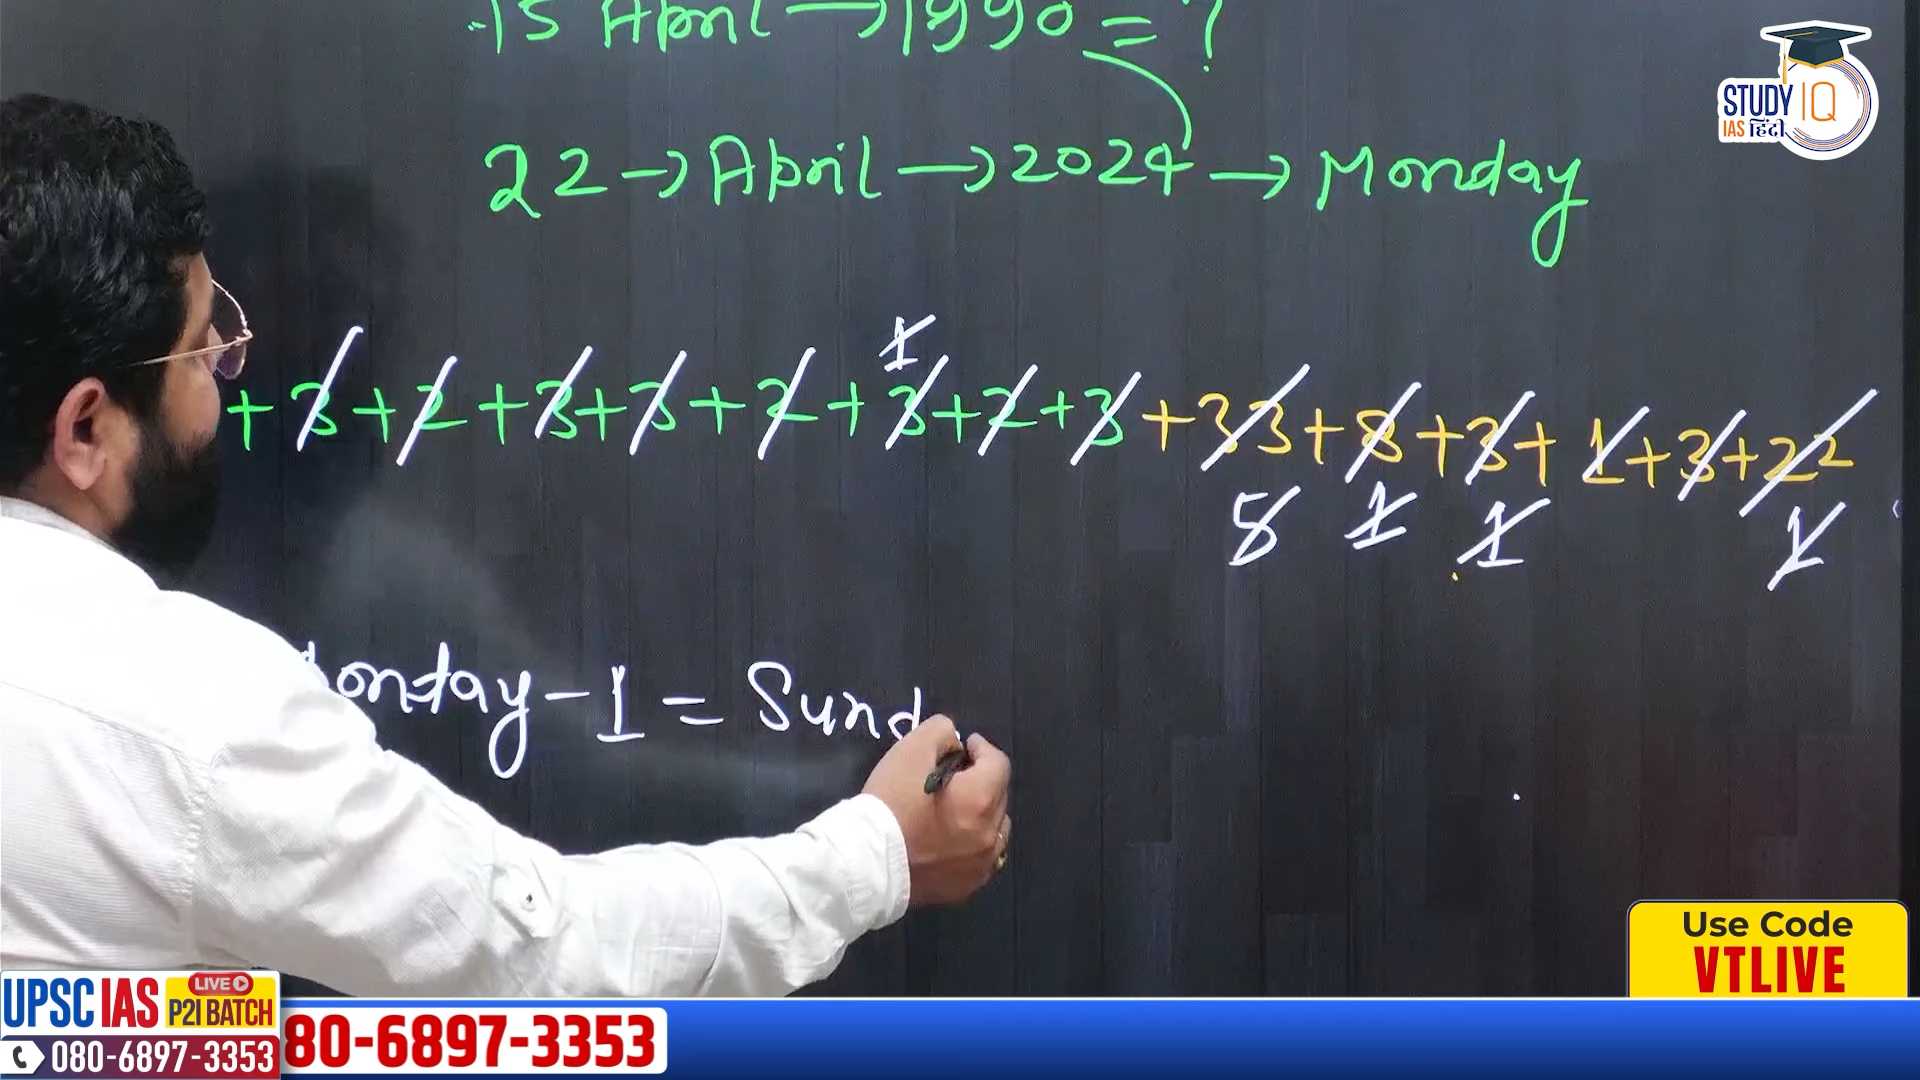 15 April → 1990 = ?
STUDY IQ
IAS हिंदी
22 → April → 2024 → Monday
1
+ 3 + 2 + 3 + 3 + 2 + 3 + 2 + 3 + 33 + 8 + 3 + 1 + 3 + 22
5 1 1 1
onday - 1 = Sund
Use Code
VTLIVE
UPSC IAS LIVE
P2I BATCH
080-6897-3353
80-6897-3353